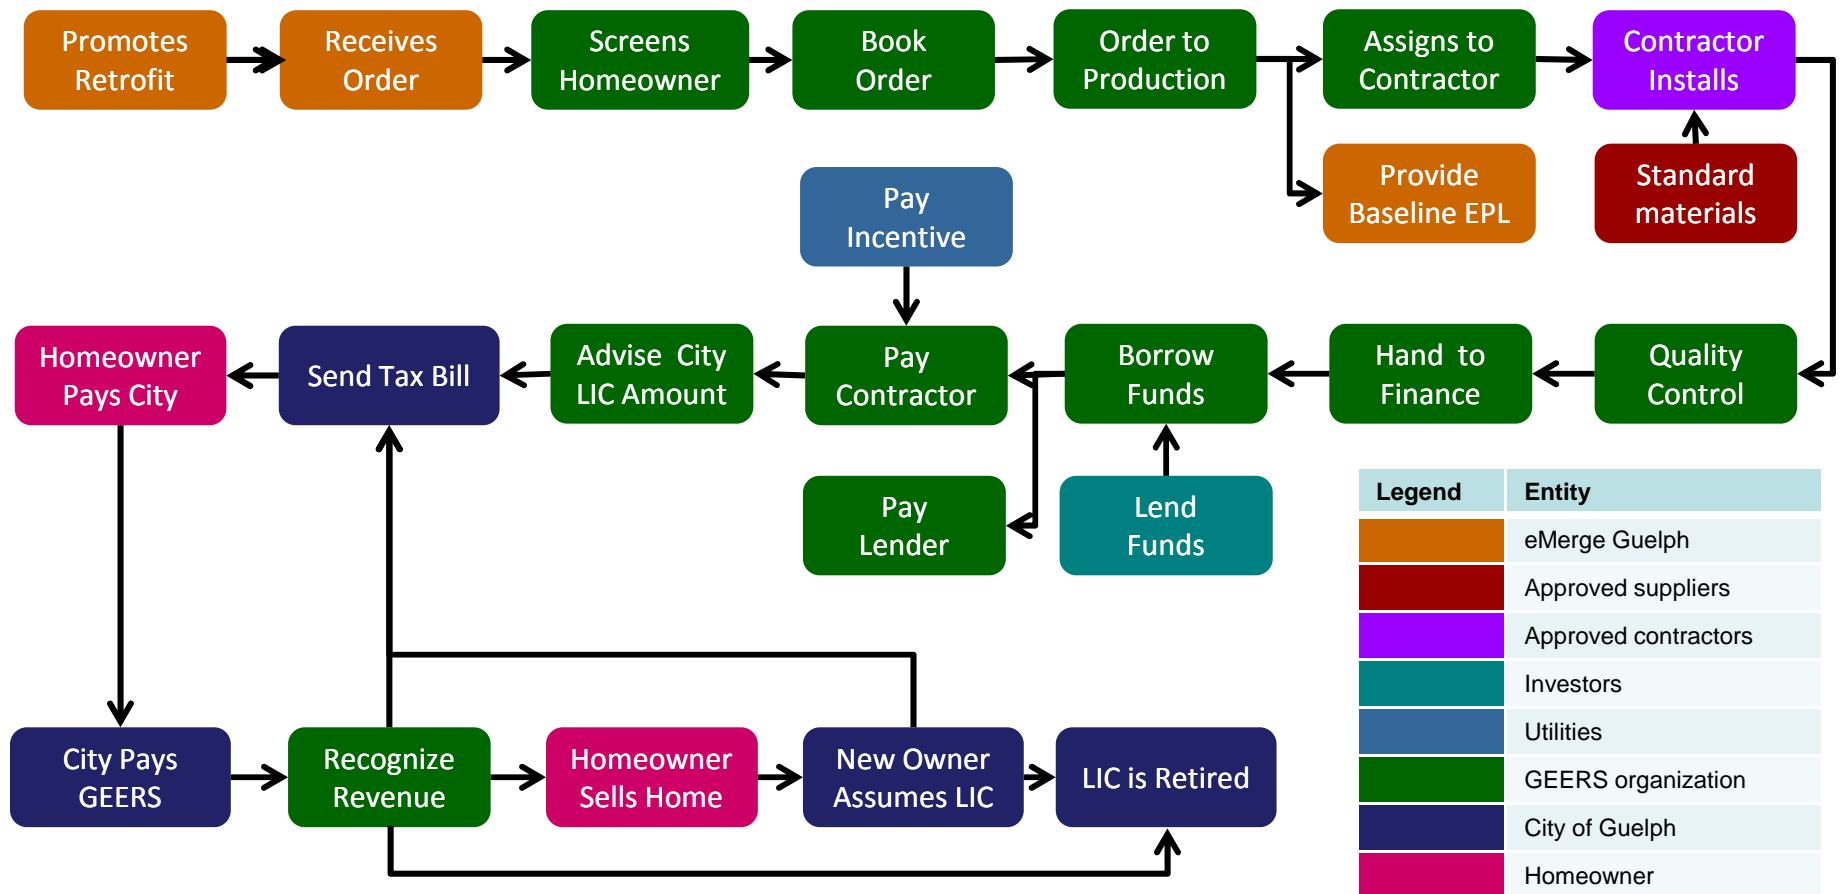 Promotes
Retrofit
Receives
Order
Screens
Homeowner
Book
Order
Order to
Production
Assigns to
Contractor
Contractor
Installs
Provide
Baseline EPL
Standard
materials
Pay
Incentive
Homeowner
Pays City
Send Tax Bill
Advise City
LIC Amount
Pay
Contractor
Borrow
Funds
Hand to
Finance
Quality
Control
Pay
Lender
Lend
Funds
Legend Entity
eMerge Guelph
Approved suppliers
Approved contractors
Investors
Utilities
GEERS organization
City of Guelph
Homeowner
City Pays
GEERS
Recognize
Revenue
Homeowner
Sells Home
New Owner
Assumes LIC
LIC is Retired